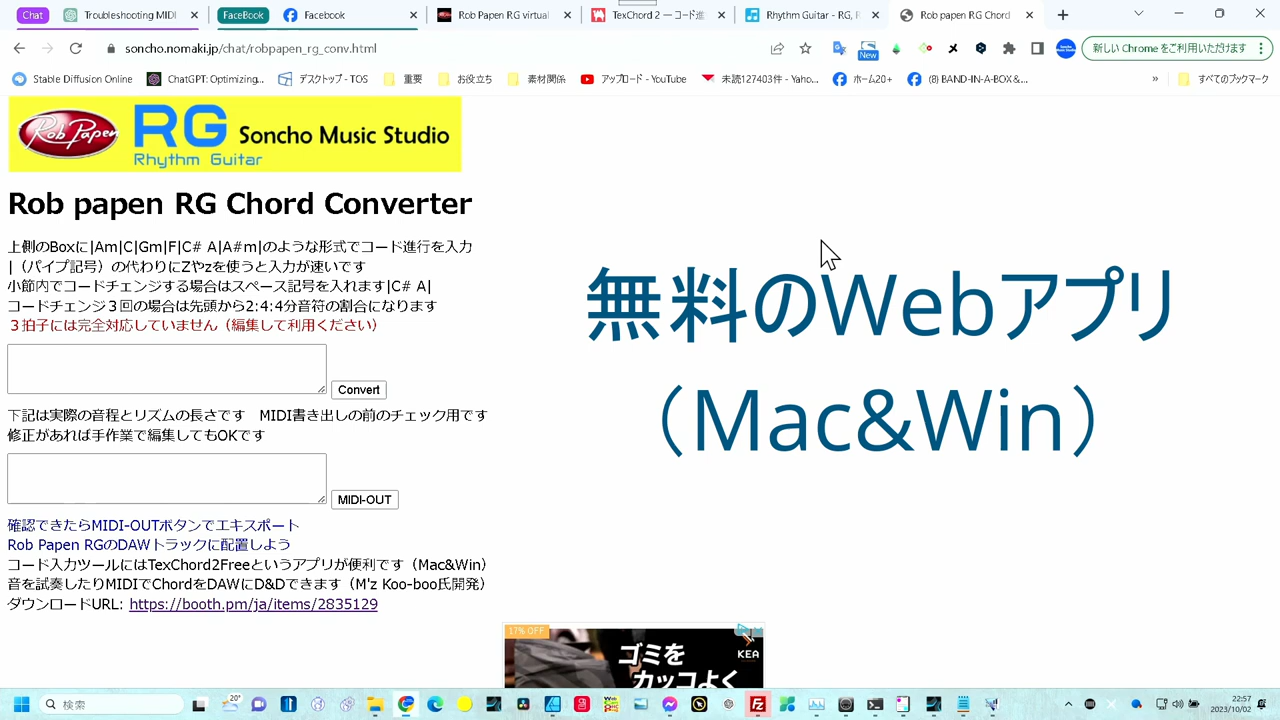 Chat
Troubleshooting MIDI
FaceBook
Facebook
Rob Papen RG virtual
TexChord 2 — コード進
Rhythm Guitar - RG, R
Rob papen RG Chord
soncho.nomaki.jp/chat/robpapen_rg_conv.html
New
新しい Chrome をご利用いただけます
Stable Diffusion Online
ChatGPT: Optimizing...
デスクトップ - TOS
重要
お役立ち
素材関係
アップロード - YouTube
未読127403件 - Yaho...
ホーム20+
(8) BAND-IN-A-BOX &...
»
すべてのブックマーク
Rob Papen
RG
Rhythm Guitar
Soncho Music Studio
Rob papen RG Chord Converter
上側のBoxに|Am|C|Gm|F|C# A|A#m|のような形式でコード進行を入力
|（パイプ記号）の代わりにZやzを使うと入力が速いです
小節内でコードチェンジする場合はスペース記号を入れます|C# A|
コードチェンジ３回の場合は先頭から2:4:4分音符の割合になります
３拍子には完全対応していません（編集して利用ください）
Convert
下記は実際の音程とリズムの長さです　MIDI書き出しの前のチェック用です
修正があれば手作業で編集してもOKです
MIDI-OUT
確認できたらMIDI-OUTボタンでエキスポート
Rob Papen RGのDAWトラックに配置しよう
コード入力ツールにはTexChord2Freeというアプリが便利です（Mac&Win）
音を試奏したりMIDIでChordをDAWにD&Dできます（M'z Koo-boo氏開発）
ダウンロードURL: https://booth.pm/ja/items/2835129
無料のWebアプリ
（Mac&Win）
17% OFF
ゴミを
カッコよく
KEA
検索
20°
22:57
2023/10/02